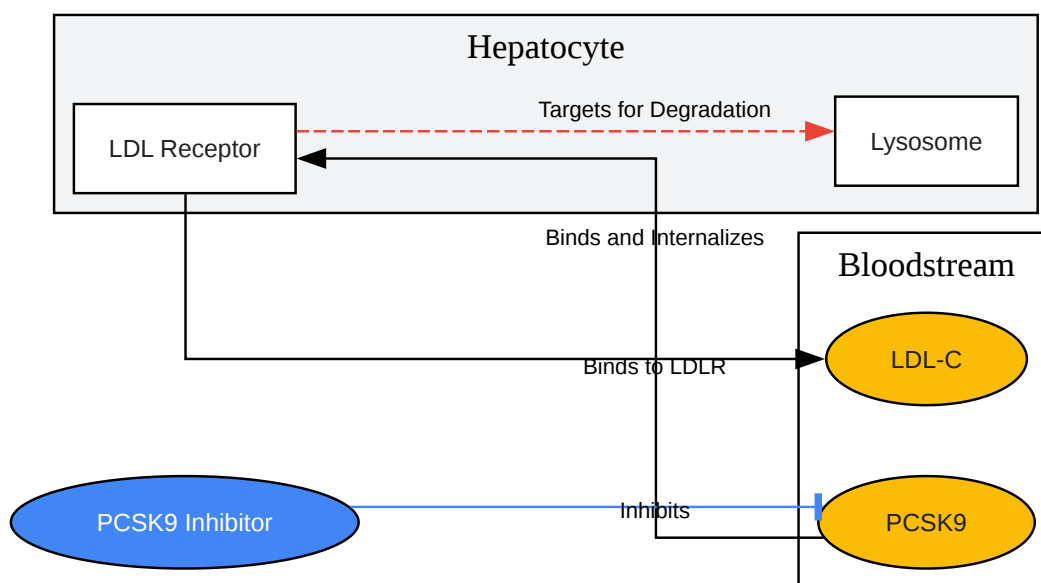 Hepatocyte
Targets for Degradation
LDL Receptor
Lysosome
Binds and Internalizes
Bloodstream
LDL-C
Binds to LDLR
Inhibits
PCSK9 Inhibitor
PCSK9